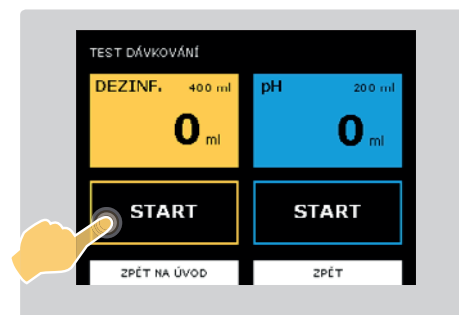 TEST DÁVKOVÁNÍ
DEZINF. 400 ml
0 ml
pH 200 ml
0 ml
START
START
ZPĚT NA ÚVOD
ZPĚT